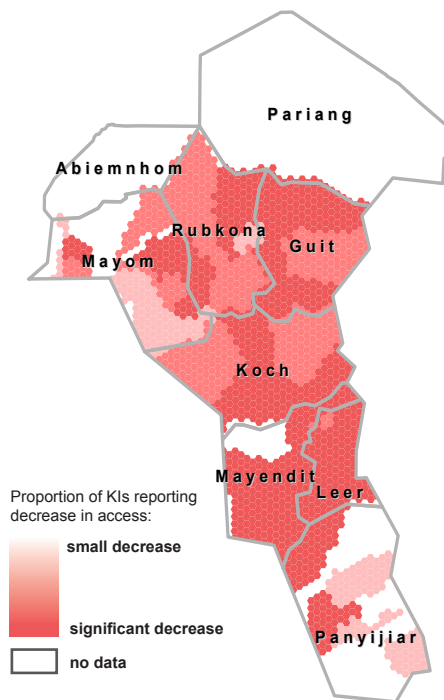 Pariang
Abiemnhom
Rubkona
Guit
Mayom
Koch
Mayendit
Leer
Proportion of KIs reporting
decrease in access:
small decrease
significant decrease
Panyijiar
no data